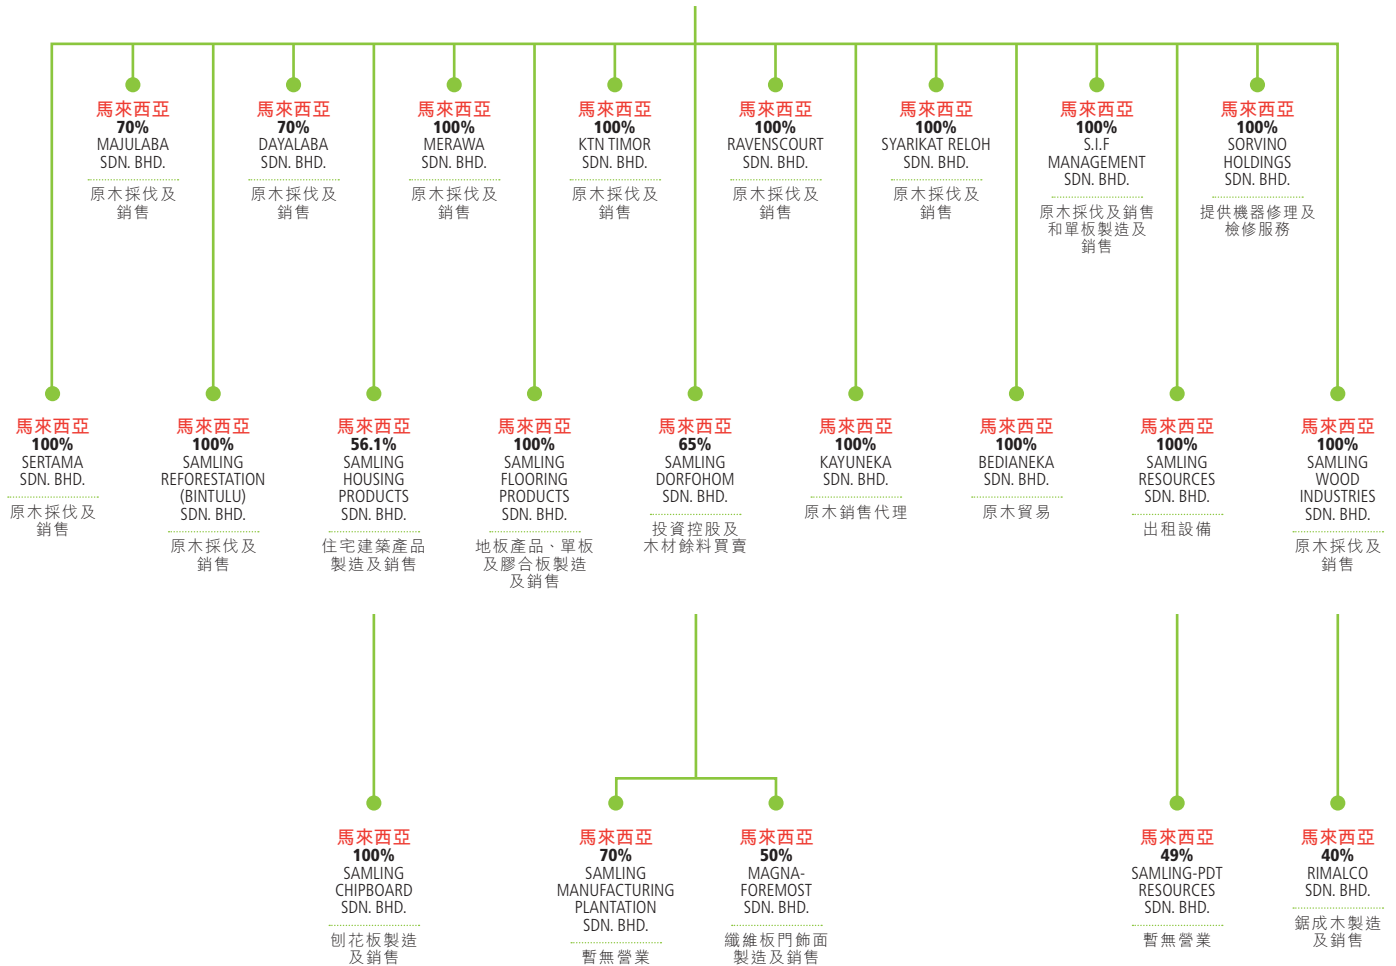 馬來西亞
70%
MAJULABA
SDN. BHD.
原木採伐及
銷售
馬來西亞
70%
DAYALABA
SDN. BHD.
原木採伐及
銷售
馬來西亞
100%
MERAWA
SDN. BHD.
原木採伐及
銷售
馬來西亞
100%
KTN TIMOR
SDN. BHD.
原木採伐及
銷售
馬來西亞
100%
RAVENSCOURT
SDN. BHD.
原木採伐及
銷售
馬來西亞
100%
SYARIKAT RELOH
SDN. BHD.
原木採伐及
銷售
馬來西亞
100%
S.I.F
MANAGEMENT
SDN. BHD.
原木採伐及銷售
和單板製造及
銷售
馬來西亞
100%
SORVINO
HOLDINGS
SDN. BHD.
提供機器修理及
檢修服務
馬來西亞
100%
SERTAMA
SDN. BHD.
原木採伐及
銷售
馬來西亞
100%
SAMLING
REFORESTATION
(BINTULU)
SDN. BHD.
原木採伐及
銷售
馬來西亞
56.1%
SAMLING
HOUSING
PRODUCTS
SDN. BHD.
住宅建築產品
製造及銷售
馬來西亞
100%
SAMLING
FLOORING
PRODUCTS
SDN. BHD.
地板產品、單板
及膠合板製造
及銷售
馬來西亞
65%
SAMLING
DORFOHOM
SDN. BHD.
投資控股及
木材餘料買賣
馬來西亞
100%
KAYUNEKA
SDN. BHD.
原木銷售代理
馬來西亞
100%
BEDIANEKA
SDN. BHD.
原木貿易
馬來西亞
100%
SAMLING
RESOURCES
SDN. BHD.
出租設備
馬來西亞
100%
SAMLING
WOOD
INDUSTRIES
SDN. BHD.
原木採伐及
銷售
馬來西亞
100%
SAMLING
CHIPBOARD
SDN. BHD.
刨花板製造
及銷售
馬來西亞
70%
SAMLING
MANUFACTURING
PLANTATION
SDN. BHD.
暫無營業
馬來西亞
50%
MAGNA-
FOREMOST
SDN. BHD.
纖維板門飾面
製造及銷售
馬來西亞
49%
SAMLING-PDT
RESOURCES
SDN. BHD.
暫無營業
馬來西亞
40%
RIMALCO
SDN. BHD.
鋸成木製造
及銷售